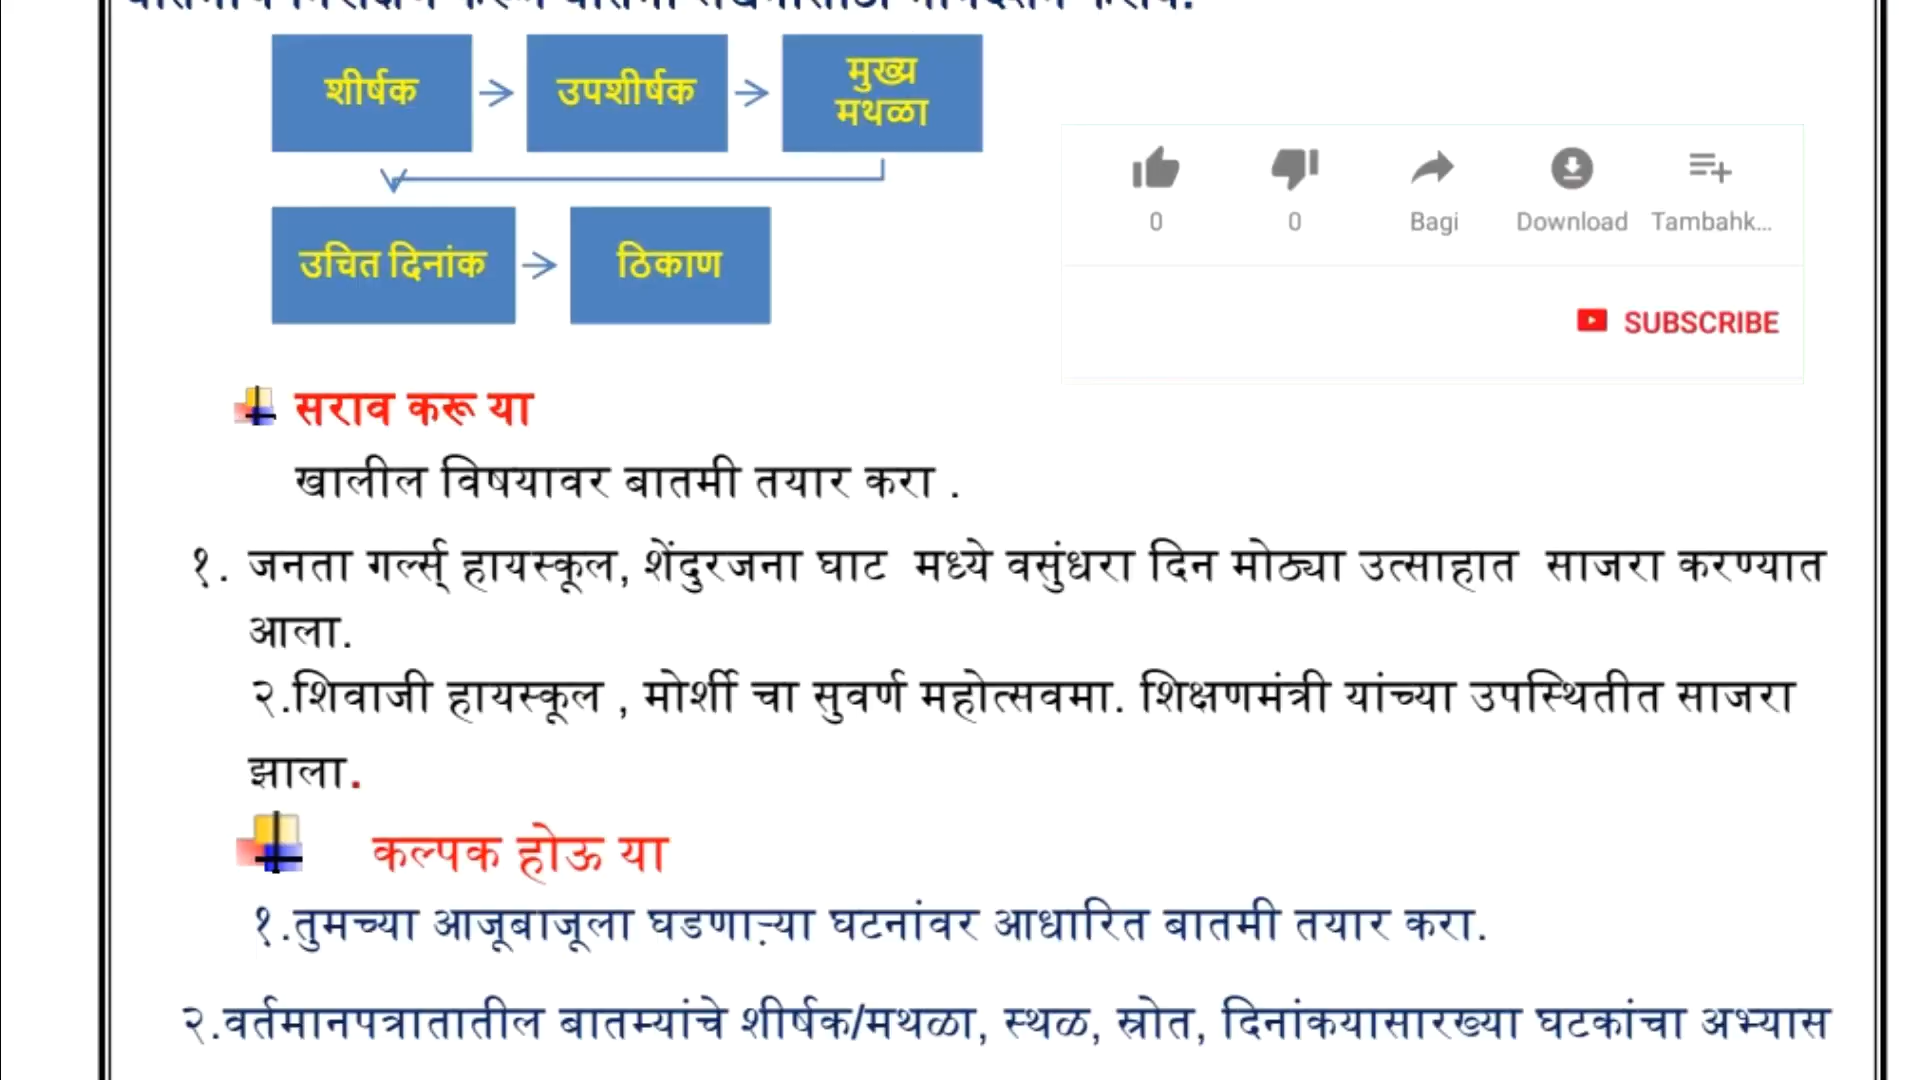 शीर्षक
उपशीर्षक
मुख्य
मथळा
उचित दिनांक
ठिकाण
0
0
Bagi
Download
Tambahk...
SUBSCRIBE
सराव करू या
खालील विषयावर बातमी तयार करा .
१. जनता गर्ल्स् हायस्कूल, शेंदुरजना घाट मध्ये वसुंधरा दिन मोठ्या उत्साहात साजरा करण्यात
आला.
२.शिवाजी हायस्कूल , मोर्शी चा सुवर्ण महोत्सवमा. शिक्षणमंत्री यांच्या उपस्थितीत साजरा
झाला.
कल्पक होऊ या
१.तुमच्या आजूबाजूला घडणाऱ्या घटनांवर आधारित बातमी तयार करा.
२.वर्तमानपत्रातातील बातम्यांचे शीर्षक/मथळा, स्थळ, स्रोत, दिनांकयासारख्या घटकांचा अभ्यास